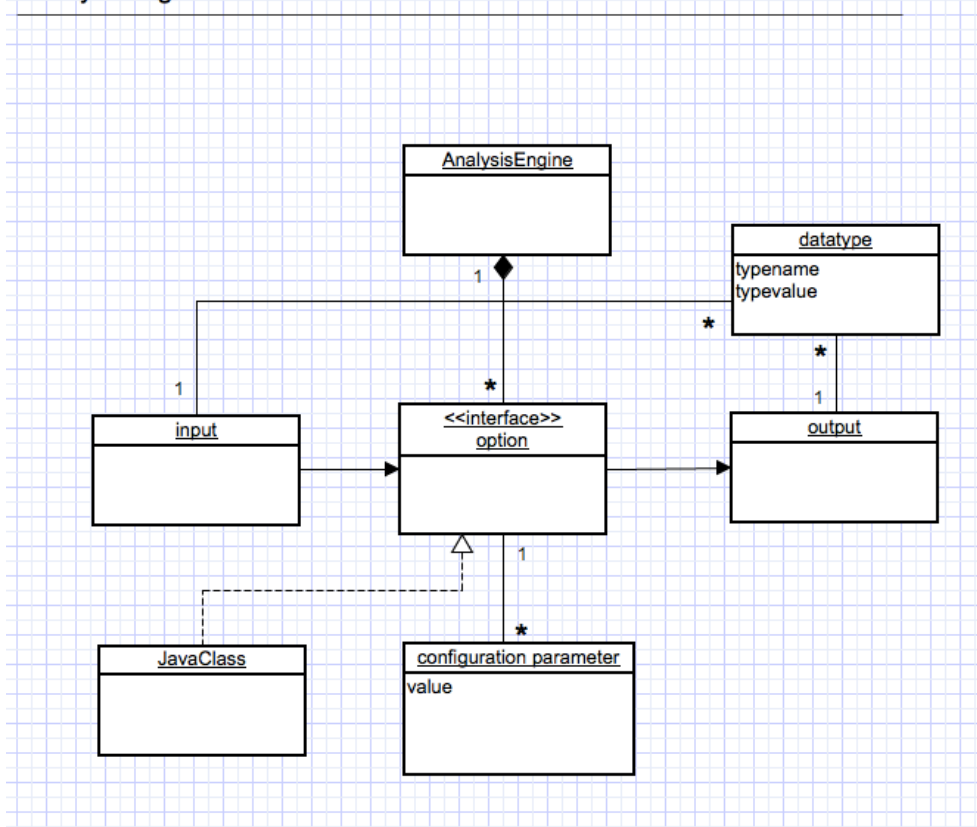 AnalysisEngine
datatype
typename
typevalue
1
*
*
1
*
1
input
<<interface>>
option
output
1
*
JavaClass
configuration parameter
value